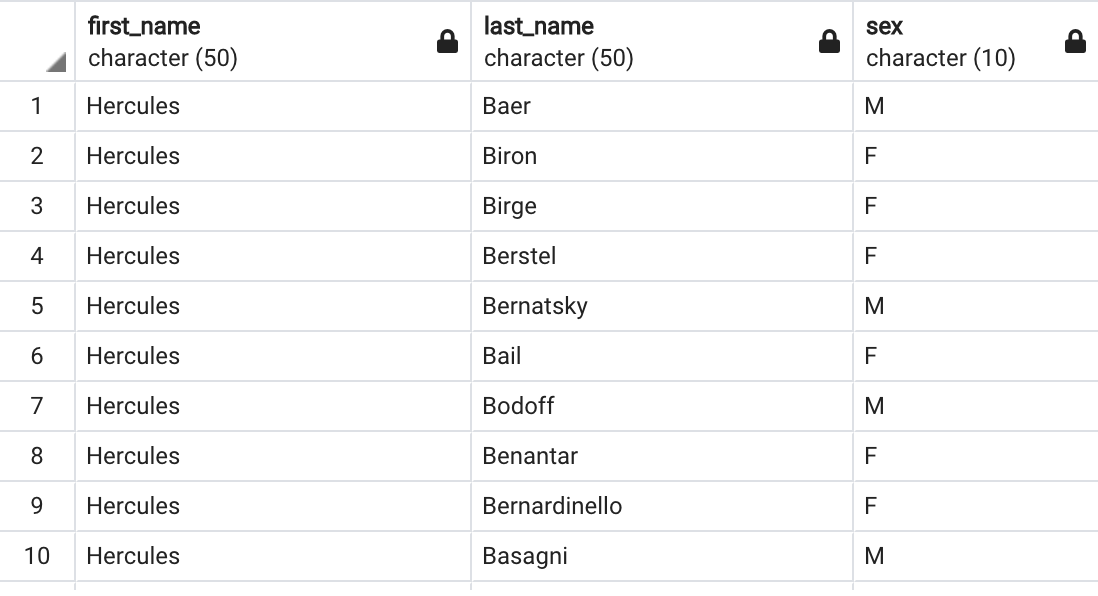 first_name last_name sex
character (50) character (50) character (10)
1 Hercules Baer M
2 Hercules Biron F
3 Hercules Birge F
4 Hercules Berstel F
5 Hercules Bernatsky M
6 Hercules Bail F
7 Hercules Bodoff M
8 Hercules Benantar F
9 Hercules Bernardinello F
10 Hercules Basagni M